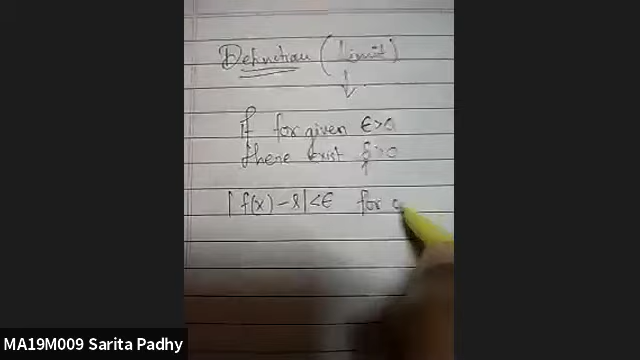 Definition (Limit)
If for given ϵ>0
there exist δ>0
|f(x)-l|<ϵ for a
MA19M009 Sarita Padhy